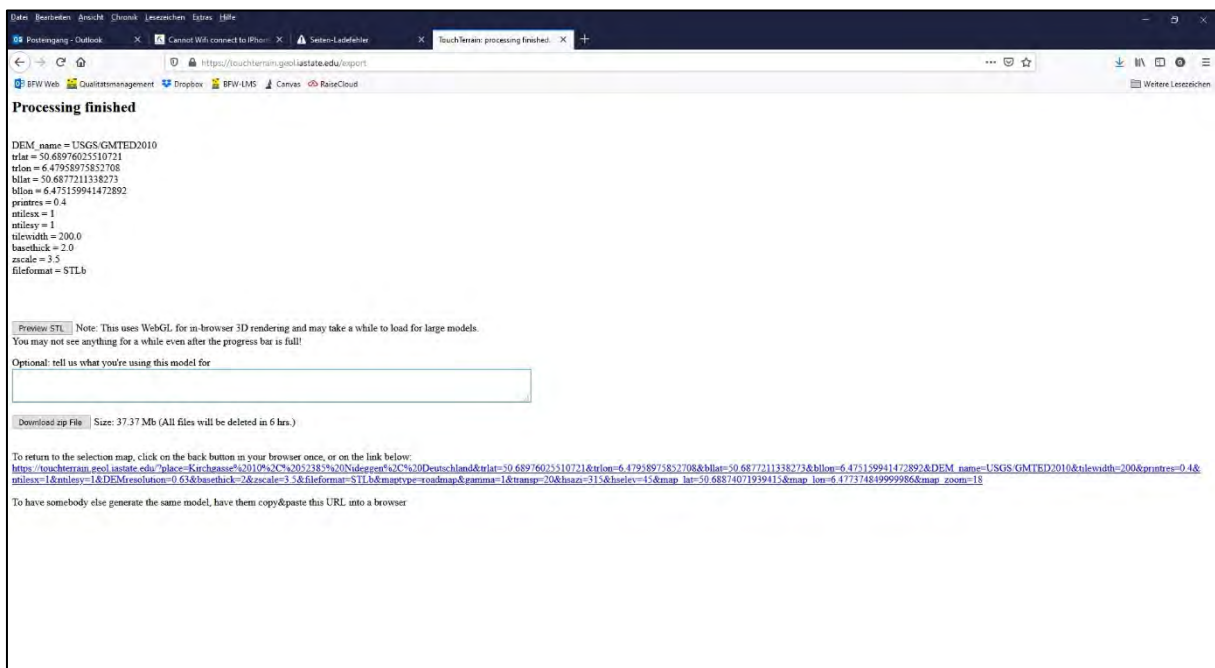 Datei Bearbeiten Ansicht Chronik Lesezeichen Extras Hilfe
Posteingang - Outlook
Cannot Wifi connect to IPhon
Seiten-Ladefehler
TouchTerrain: processing finished.
https://touchterrain.geol.iastate.edu/export
BFW Web Qualitätsmanagement Dropbox BFW-LMS Canvas RaiseCloud
Weitere Lesezeichen
Processing finished
DEM_name = USGS/GMTED2010
trlat = 50.68976025510721
trlon = 6.47958975852708
bllat = 50.6877211338273
bllon = 6.475159941472892
printres = 0.4
ntilesx = 1
ntilesy = 1
tilewidth = 200.0
basethick = 2.0
zscale = 3.5
fileformat = STLb
Preview STL Note: This uses WebGL for in-browser 3D rendering and may take a while to load for large models.
You may not see anything for a while even after the progress bar is full!
Optional: tell us what you're using this model for
Download zip File Size: 37.37 Mb (All files will be deleted in 6 hrs.)
To return to the selection map, click on the back button in your browser once, or on the link below:
https://touchterrain.geol.iastate.edu/?place=Kirchgasse%2010%2C%2052385%20Nideggen%2C%20Deutschland&trlat=50.68976025510721&trlon=6.47958975852708&bllat=50.6877211338273&bllon=6.475159941472892&DEM_name=USGS/GMTED2010&tilewidth=200&printres=0.4&
ntilesx=1&ntilesy=1&DEMresolution=0.63&basethick=2&zscale=3.5&fileformat=STLb&maptype=roadmap&gamma=1&transp=20&hsazi=315&hselev=45&map_lat=50.68874071939415&map_lon=6.477374849999986&map_zoom=18
To have somebody else generate the same model, have them copy&paste this URL into a browser